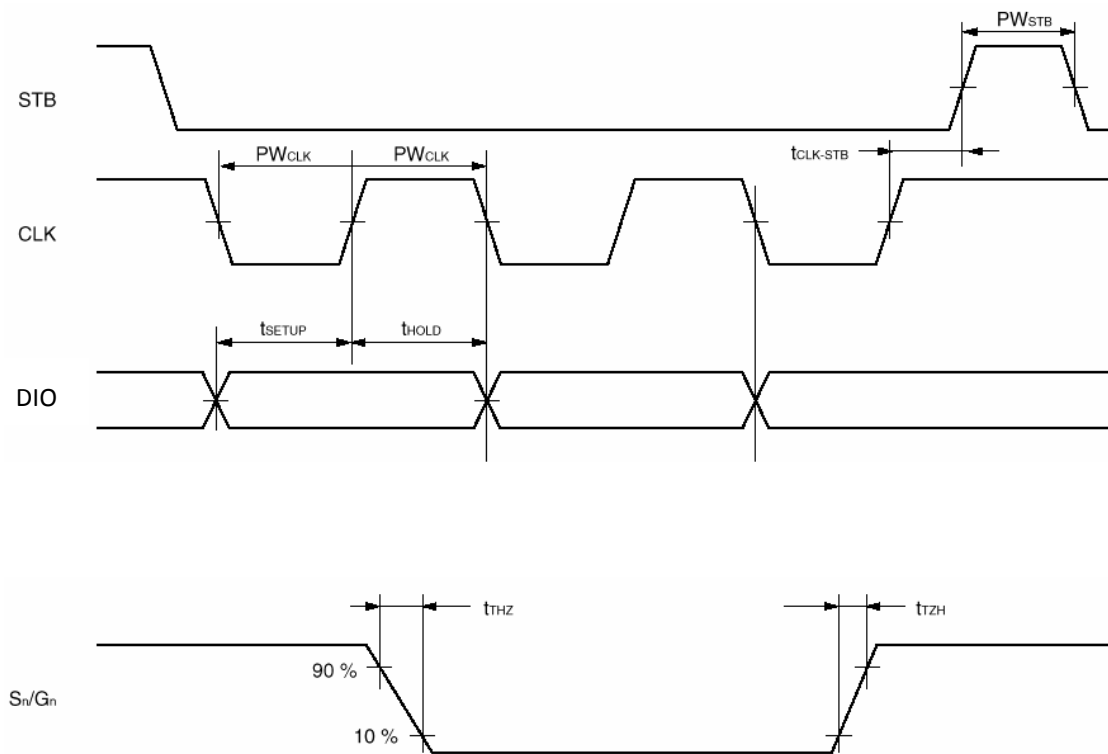 PWSTB
STB
PWCLK PWCLK
tCLK-STB
CLK
tSETUP tHOLD
DIO
tTHZ tTZH
90 %
Sn/Gn
10 %